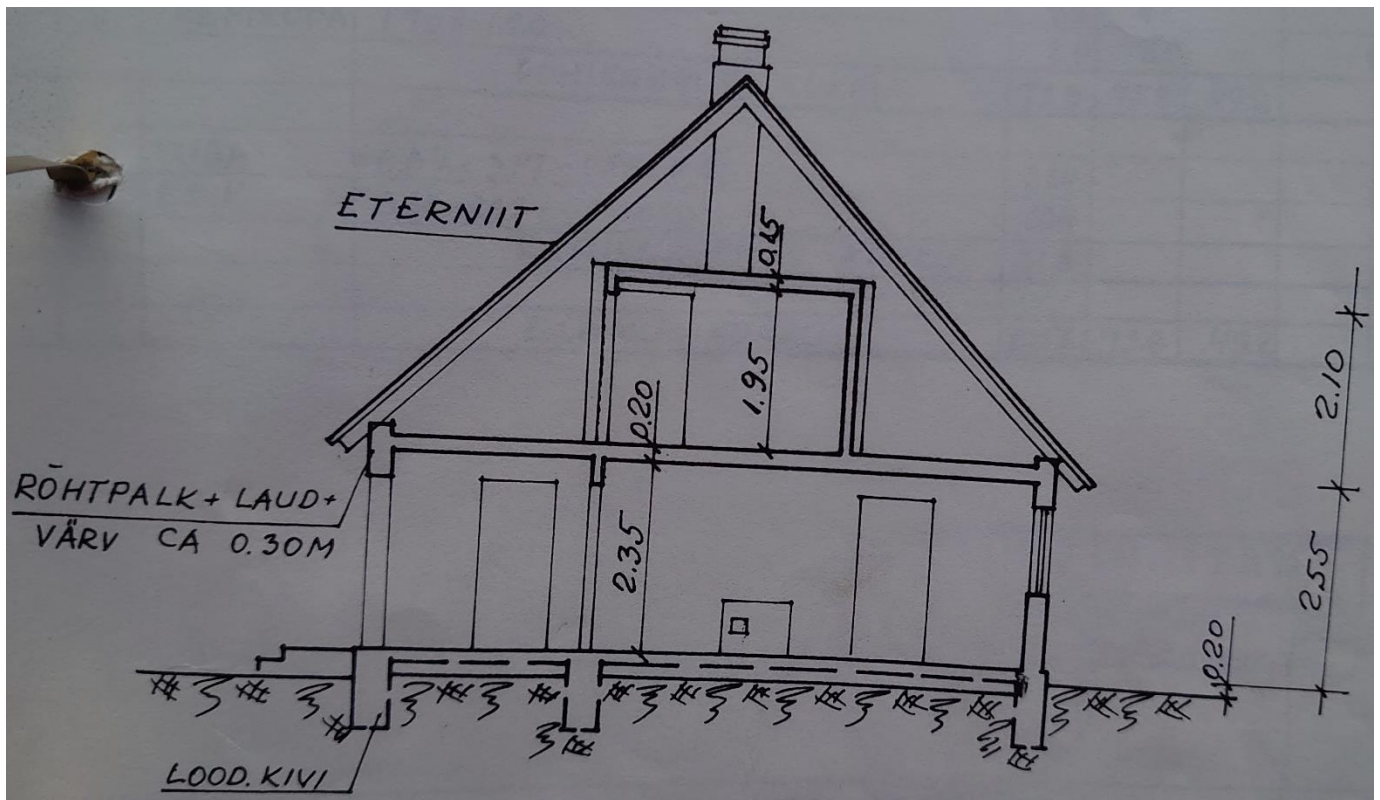 ETERNIIT
0.15
1.95
0.20
2.10
RÕHTPALK + LAUD +
VÄRV CA 0.30M
2.35
2.55
0.20
LOOD. KIVI